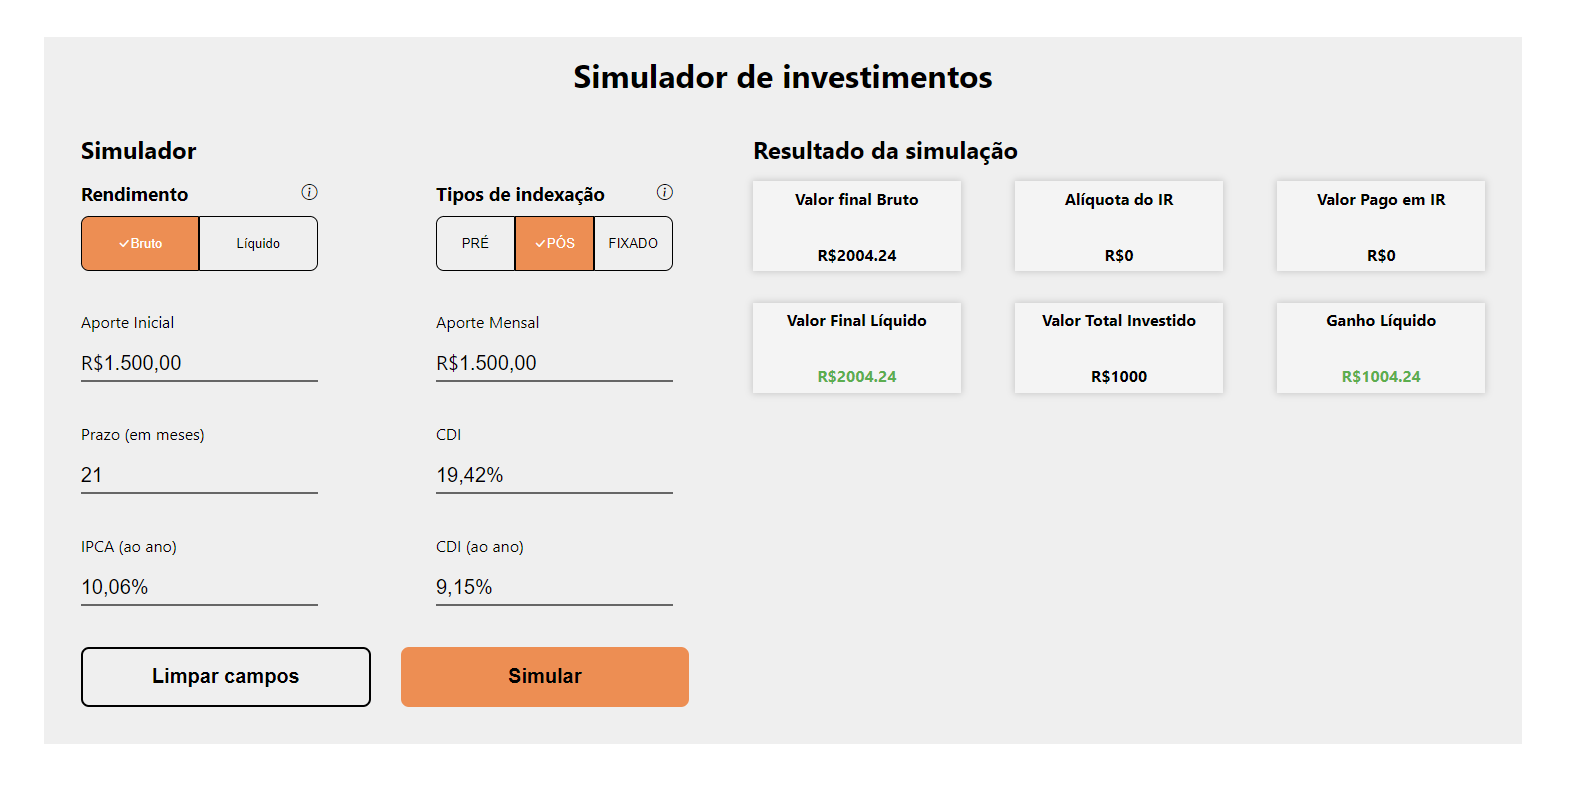 Simulador de investimentos
Simulador
Rendimento
Bruto
Líquido
Tipos de indexação
PRÉ
PÓS
FIXADO
Aporte Inicial
R$1.500,00
Aporte Mensal
R$1.500,00
Prazo (em meses)
21
CDI
19,42%
IPCA (ao ano)
10,06%
CDI (ao ano)
9,15%
Limpar campos
Simular
Resultado da simulação
Valor final Bruto
R$2004.24
Alíquota do IR
R$0
Valor Pago em IR
R$0
Valor Final Líquido
R$2004.24
Valor Total Investido
R$1000
Ganho Líquido
R$1004.24